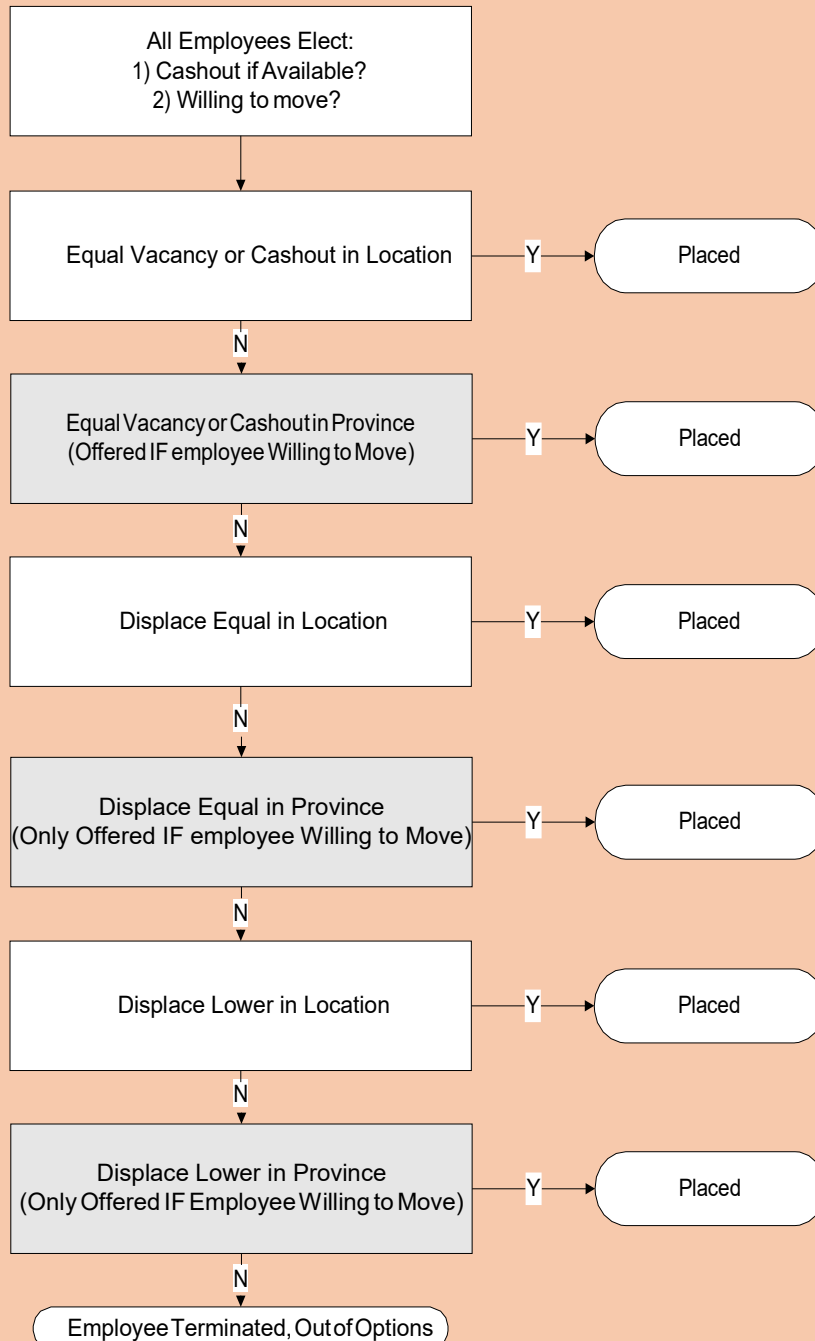 All Employees Elect:
1) Cashout if Available?
2) Willing to move?
Equal Vacancy or Cashout in Location
Y
Placed
N
Equal Vacancy or Cashout in Province
(Offered IF employee Willing to Move)
Y
Placed
N
Displace Equal in Location
Y
Placed
N
Displace Equal in Province
(Only Offered IF employee Willing to Move)
Y
Placed
N
Displace Lower in Location
Y
Placed
N
Displace Lower in Province
(Only Offered IF Employee Willing to Move)
Y
Placed
N
Employee Terminated, Out of Options